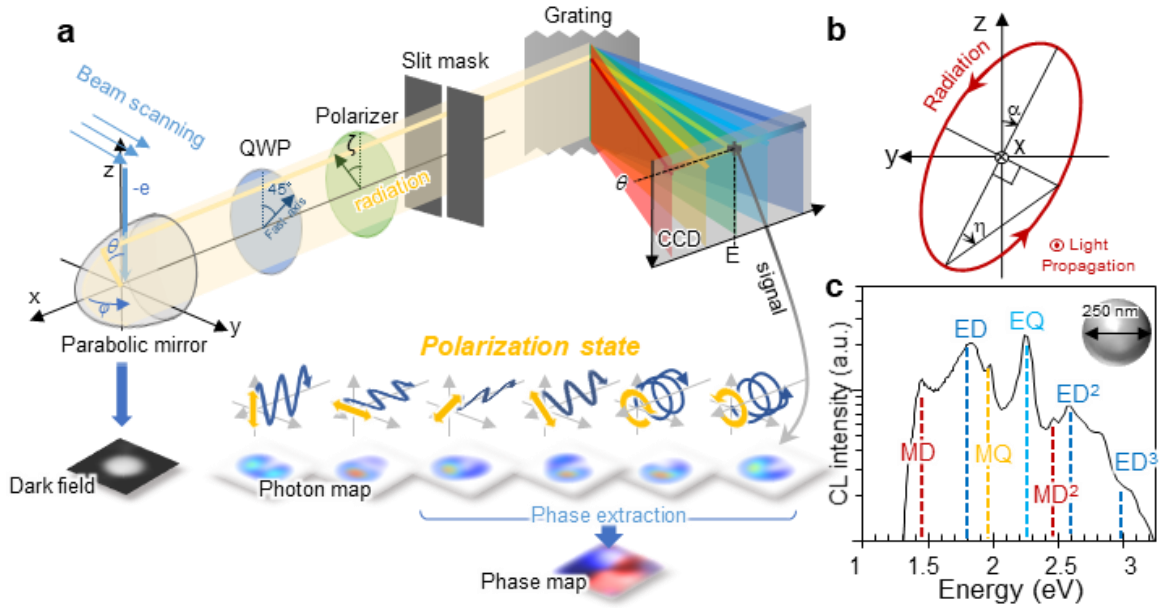 a
Grating
Slit mask
Beam scanning
Polarizer
ζ
QWP
z
-e
45°
Fast-axis
radiation
θ
θ
CCD
E
signal
φ
x
y
Parabolic mirror
Polarization state
Dark field
Photon map
Phase extraction
Phase map
b
z
Radiation
α
y
x
η
Light
Propagation
c
250 nm
CL intensity (a.u.)
ED
EQ
ED²
MD
MQ
MD²
ED³
1 1.5 2 2.5 3
Energy (eV)